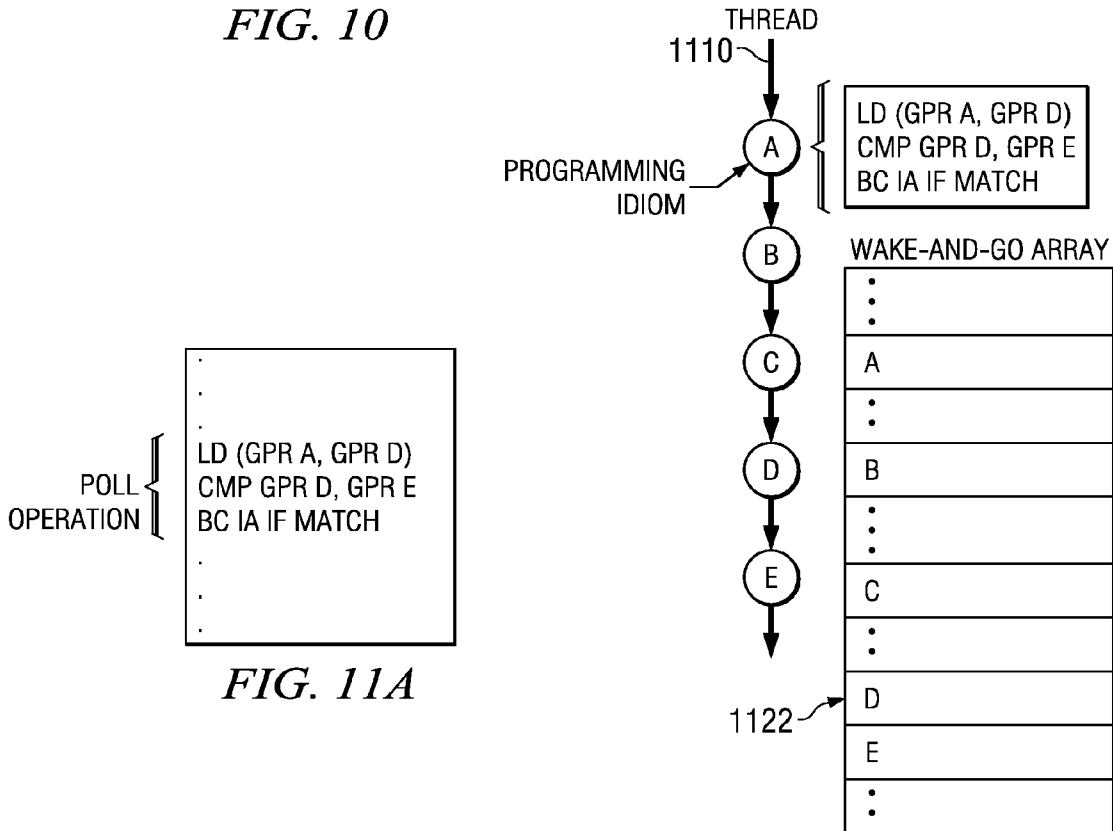 FIG. 10
THREAD
1110
A
PROGRAMMING
IDIOM
LD (GPR A, GPR D)
CMP GPR D, GPR E
BC IA IF MATCH
B
C
D
E
WAKE-AND-GO ARRAY
A
B
C
D
E
1122
POLL
OPERATION
LD (GPR A, GPR D)
CMP GPR D, GPR E
BC IA IF MATCH
FIG. 11A